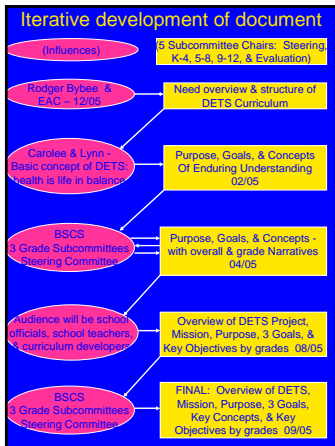 Iterative development of document
(Influences)
(5 Subcommittee Chairs: Steering,
K-4, 5-8, 9-12, & Evaluation)
Rodger Bybee &
EAC – 12/05
Need overview & structure of
DETS Curriculum
Carolee & Lynn -
Basic concept of DETS:
health is life in balance
Purpose, Goals, & Concepts
Of Enduring Understanding
02/05
BSCS
3 Grade Subcommittees
Steering Committee
Purpose, Goals, & Concepts -
with overall & grade Narratives
04/05
Audience will be school
officials, school teachers,
& curriculum developers
Overview of DETS Project,
Mission, Purpose, 3 Goals, &
Key Objectives by grades 08/05
BSCS
3 Grade Subcommittees
Steering Committee
FINAL: Overview of DETS,
Mission, Purpose, 3 Goals,
Key Concepts, & Key
Objectives by grades 09/05